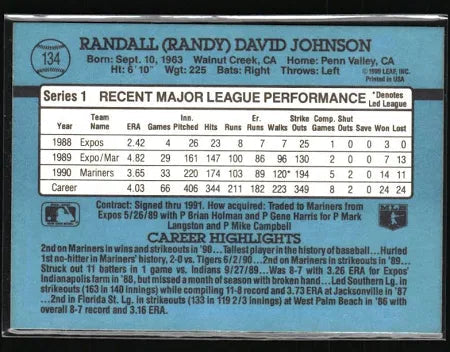 134
RANDALL (RANDY) DAVID JOHNSON
Born: Sept. 10, 1963 Walnut Creek, CA Home: Penn Valley, CA
Ht: 6'10" Wgt: 225 Bats: Right Throws: Left
© 1990 LEAF, INC.
Printed in USA
Series 1 RECENT MAJOR LEAGUE PERFORMANCE *Denotes Led League
Year Team Name ERA Games Inn. Pitched Hits Runs Er. Runs Walks Strike Outs Comp. Games Shut Outs Save Won Lost
1988 Expos 2.42 4 26 23 8 7 7 25 1 0 0 3 0
1989 Expo/Mar 4.82 29 161 147 100 86 96 130 2 0 0 7 13
1990 Mariners 3.65 33 220 174 103 89 120* 194 5 2 0 14 11
Career 4.03 66 406 344 211 182 223 349 8 2 0 24 24
Contract: Signed thru 1991. How acquired: Traded to Mariners from
Expos 5/26/89 with P Brian Holman and P Gene Harris for P Mark
Langston and P Mike Campbell
CAREER HIGHLIGHTS
2nd on Mariners in wins and strikeouts in '90...Tallest player in the history of baseball...Hurled
1st no-hitter in Mariners' history, 2-0 vs. Tigers 6/2/90...2nd on Mariners in strikeouts in '89...
Struck out 11 batters in 1 game vs. Indians 9/27/89...Was 8-7 with 3.26 ERA for Expos'
Indianapolis farm in '88, but missed a month of season with broken hand...Led Southern Lg. in
strikeouts (163 in 140 innings) while compiling 11-8 record and 3.73 ERA at Jacksonville in '87
...2nd in Florida St. Lg. in strikeouts (133 in 119 2/3 innings) at West Palm Beach in '86 with
overall 8-7 record and 3.16 ERA.